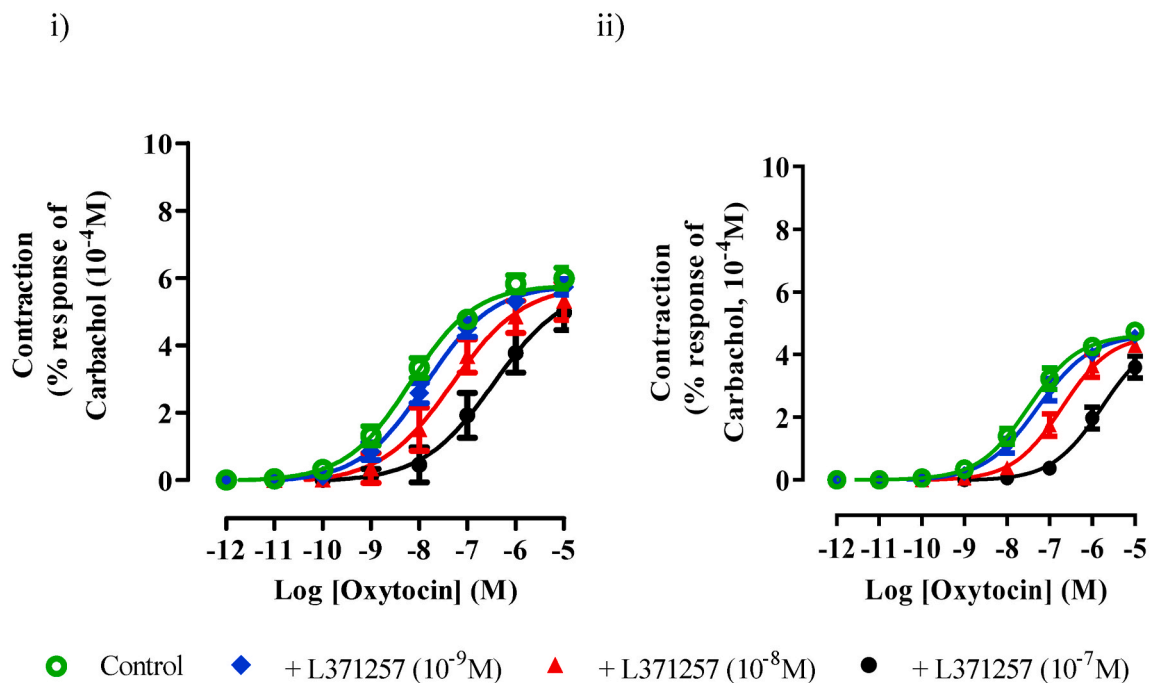 i)
ii)
Contraction
(% response of
Carbachol (10⁻⁴M)
10
8
6
4
2
0
-12 -11 -10 -9 -8 -7 -6 -5
Log [Oxytocin] (M)
Contraction
(% response of
Carbachol, 10⁻⁴M)
10
8
6
4
2
0
-12 -11 -10 -9 -8 -7 -6 -5
Log [Oxytocin] (M)
Control + L371257 (10⁻⁹M) + L371257 (10⁻⁸M) + L371257 (10⁻⁷M)